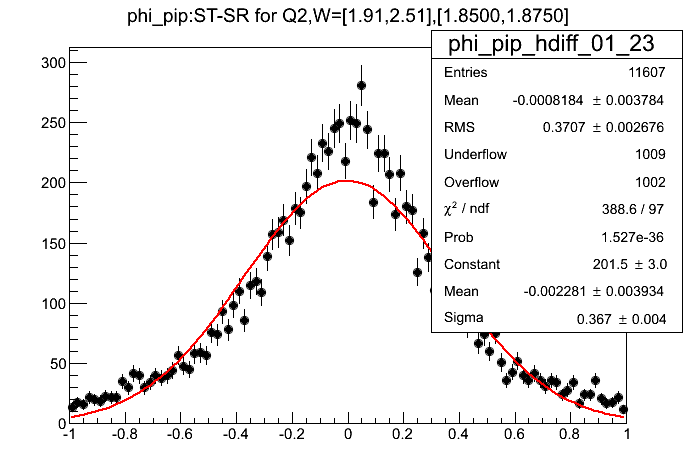 phi_pip:ST-SR for Q2,W=[1.91,2.51],[1.8500,1.8750]
phi_pip_hdiff_01_23
Entries 11607
Mean -0.0008184 ± 0.003784
RMS 0.3707 ± 0.002676
Underflow 1009
Overflow 1002
χ² / ndf 388.6 / 97
Prob 1.527e-36
Constant 201.5 ± 3.0
Mean -0.002281 ± 0.003934
Sigma 0.367 ± 0.004
300
250
200
150
100
50
0
-1 -0.8 -0.6 -0.4 -0.2 0 0.2 0.4 0.6 0.8 1